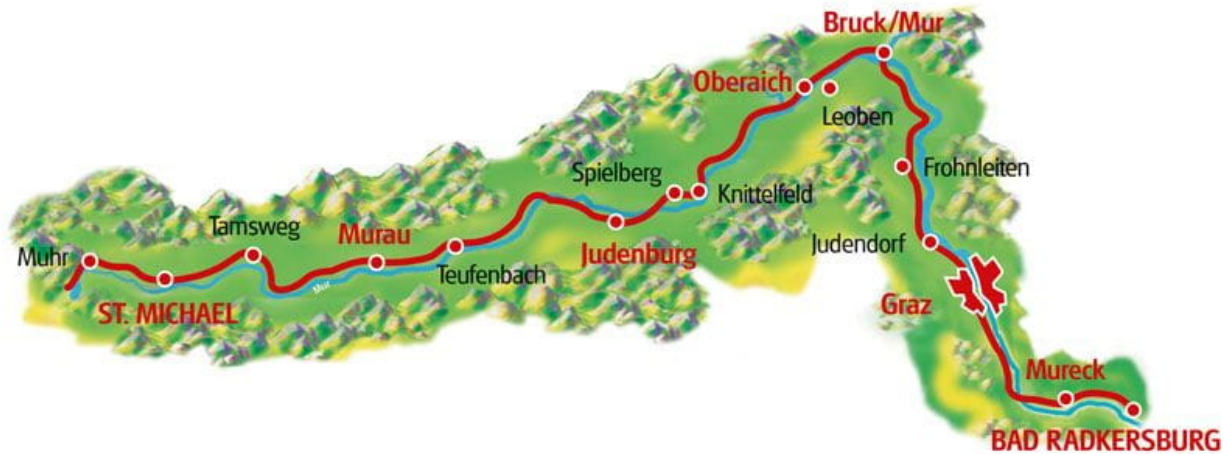 Bruck/Mur
Oberaich
Leoben
Spielberg
Frohnleiten
Knittelfeld
Tamsweg
Murau
Muhr
Judendorf
Judenburg
Teufenbach
Mur
ST. MICHAEL
Graz
Mureck
BAD RADKERSBURG